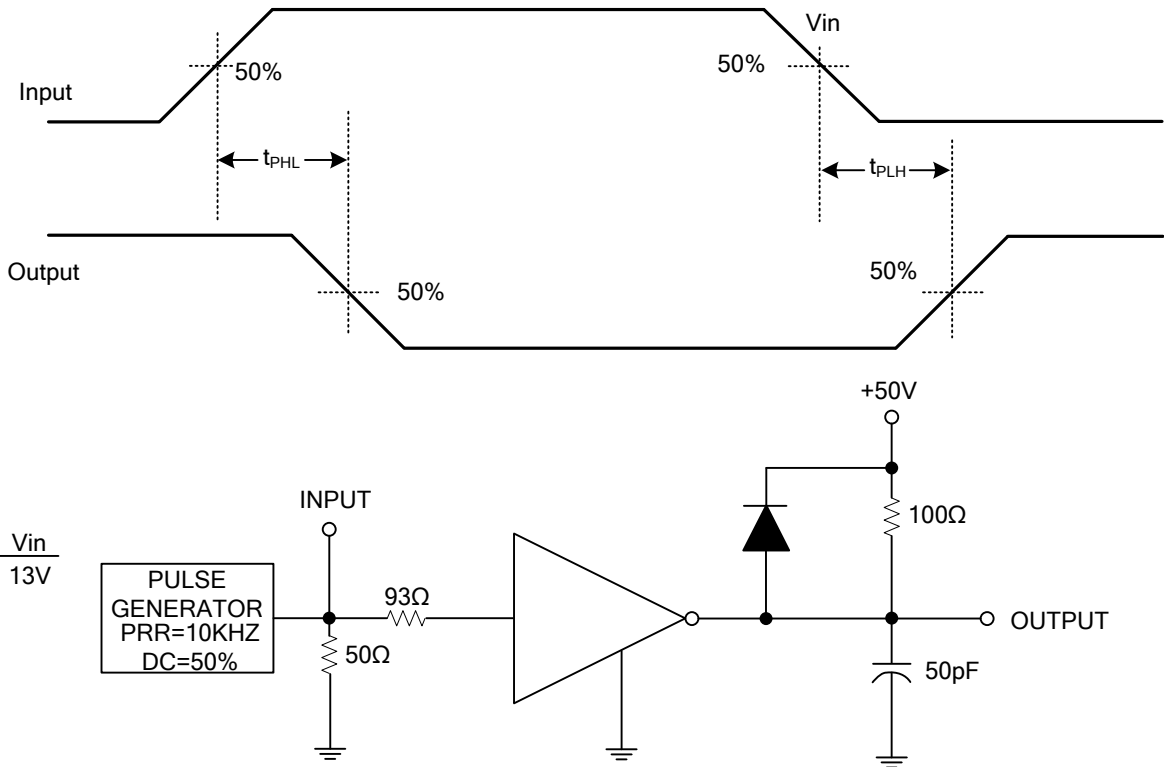 Vin
50%
50%
Input
tPHL
tPLH
Output
50%
50%
+50V
INPUT
100Ω
Vin
13V
PULSE
GENERATOR
PRR=10KHZ
DC=50%
93Ω
50Ω
OUTPUT
50pF